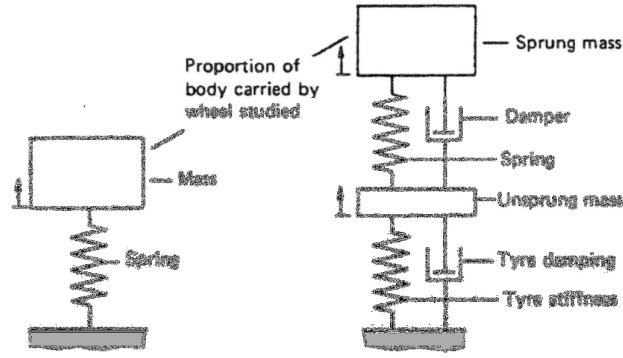 Proportion of
body carried by
wheel studied
Mass
Spring
Sprung mass
Damper
Spring
Unsprung mass
Tyre damping
Tyre stiffness